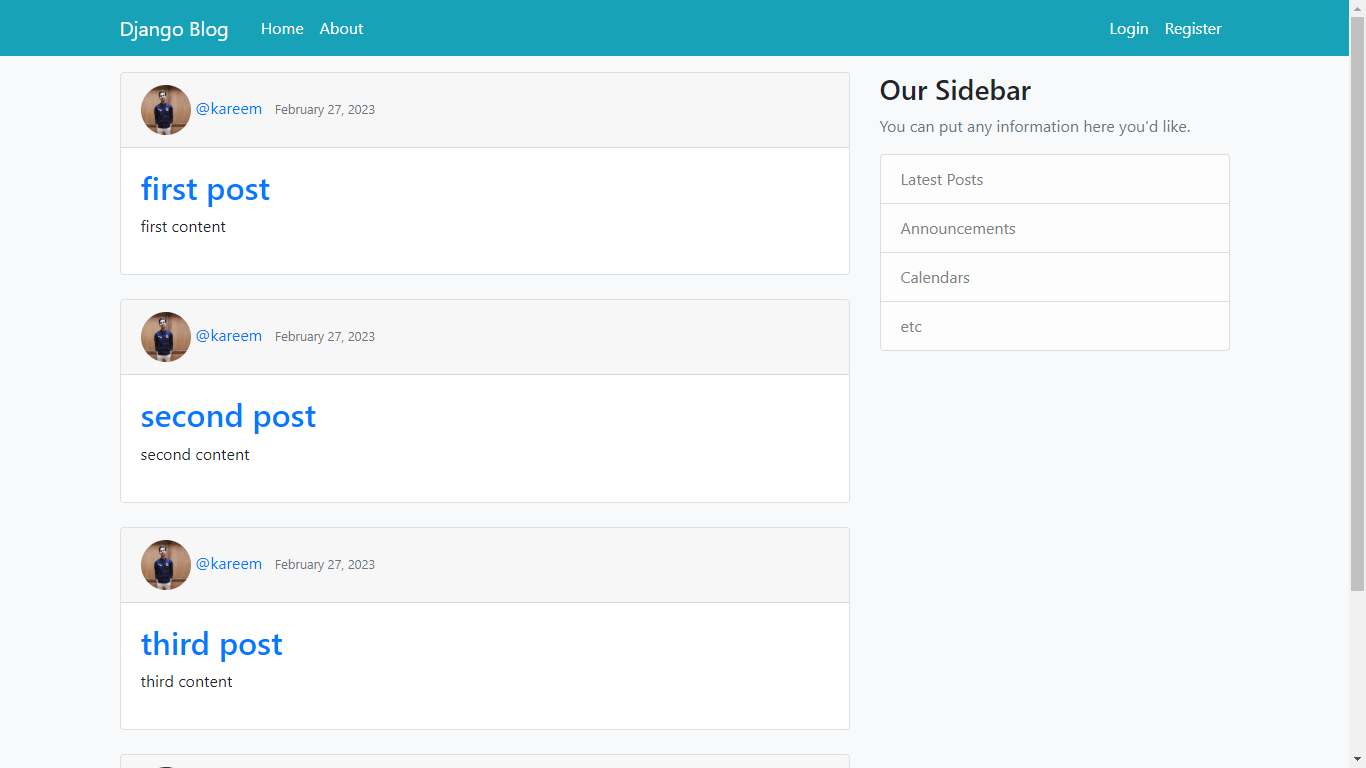 Django Blog Home About Login Register
@kareem February 27, 2023
first post
first content
@kareem February 27, 2023
second post
second content
@kareem February 27, 2023
third post
third content
Our Sidebar
You can put any information here you'd like.
Latest Posts
Announcements
Calendars
etc